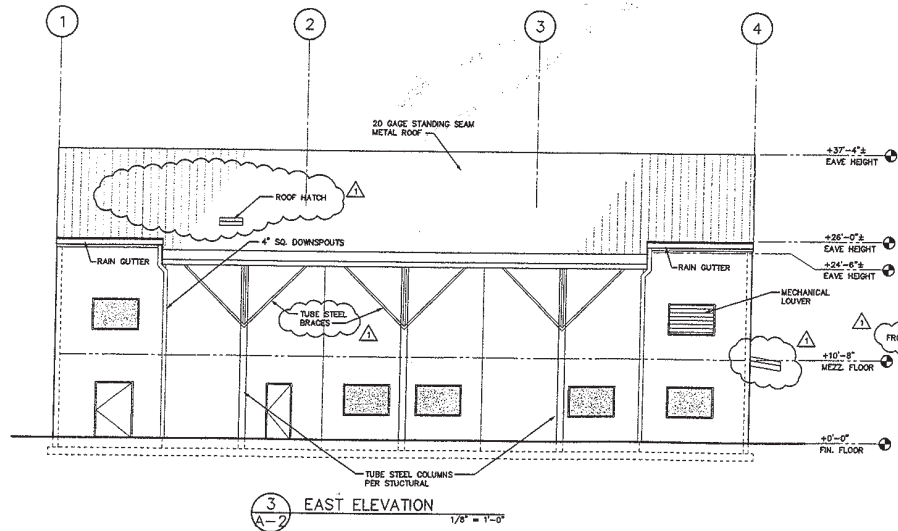 1
2
3
4
20 GAGE STANDING SEAM
METAL ROOF
+37'-4"±
EAVE HEIGHT
1
ROOF HATCH
4" SQ. DOWNSPOUTS
+26'-0"±
EAVE HEIGHT
RAIN GUTTER
RAIN GUTTER
+24'-6"±
EAVE HEIGHT
MECHANICAL
LOUVER
TUBE STEEL
BRACES
1
1
1
FRO
+10'-8"
MEZZ. FLOOR
+0'-0"
FIN. FLOOR
TUBE STEEL COLUMNS
PER STUCTURAL
3
A-2
EAST ELEVATION
1/8" = 1'-0"